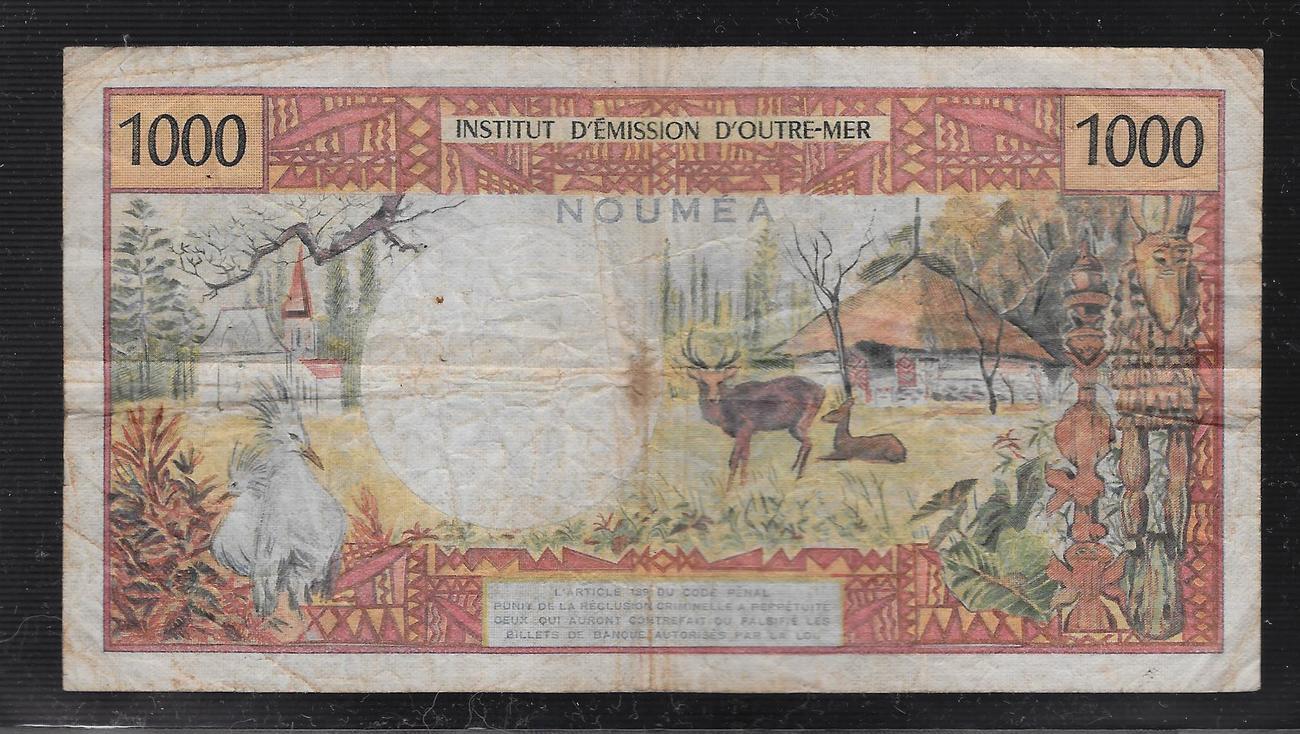 1000
INSTITUT D'ÉMISSION D'OUTRE-MER
1000
NOUMÉA
L'ARTICLE 139 DU CODE PÉNAL
PUNIT DE LA RÉCLUSION CRIMINELLE A PERPÉTUITÉ
CEUX QUI AURONT CONTREFAIT OU FALSIFIÉ LES
BILLETS DE BANQUE AUTORISÉS PAR LA LOI.